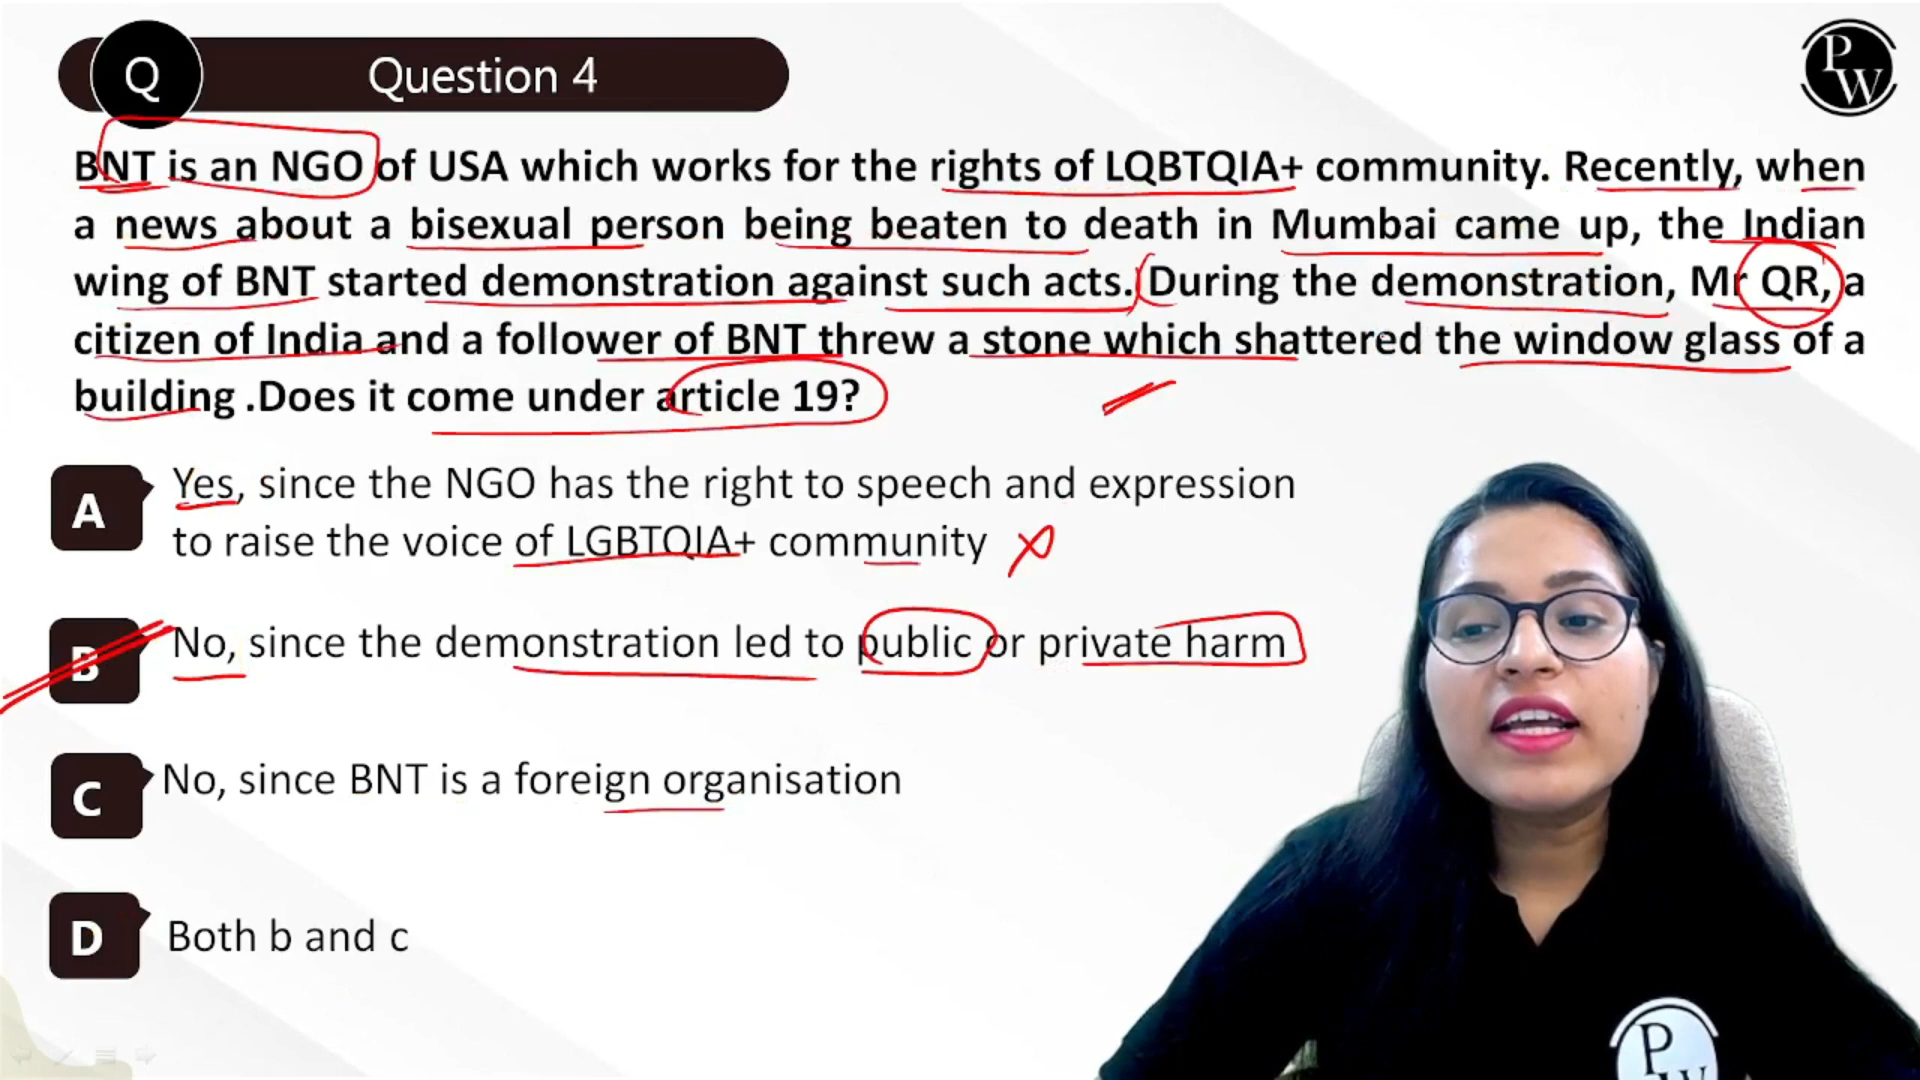 Q Question 4
P W
BNT is an NGO of USA which works for the rights of LQBTQIA+ community. Recently, when
a news about a bisexual person being beaten to death in Mumbai came up, the Indian
wing of BNT started demonstration against such acts. During the demonstration, Mr QR, a
citizen of India and a follower of BNT threw a stone which shattered the window glass of a
building .Does it come under article 19?
A Yes, since the NGO has the right to speech and expression
to raise the voice of LGBTQIA+ community
B No, since the demonstration led to public or private harm
C No, since BNT is a foreign organisation
D Both b and c
P W